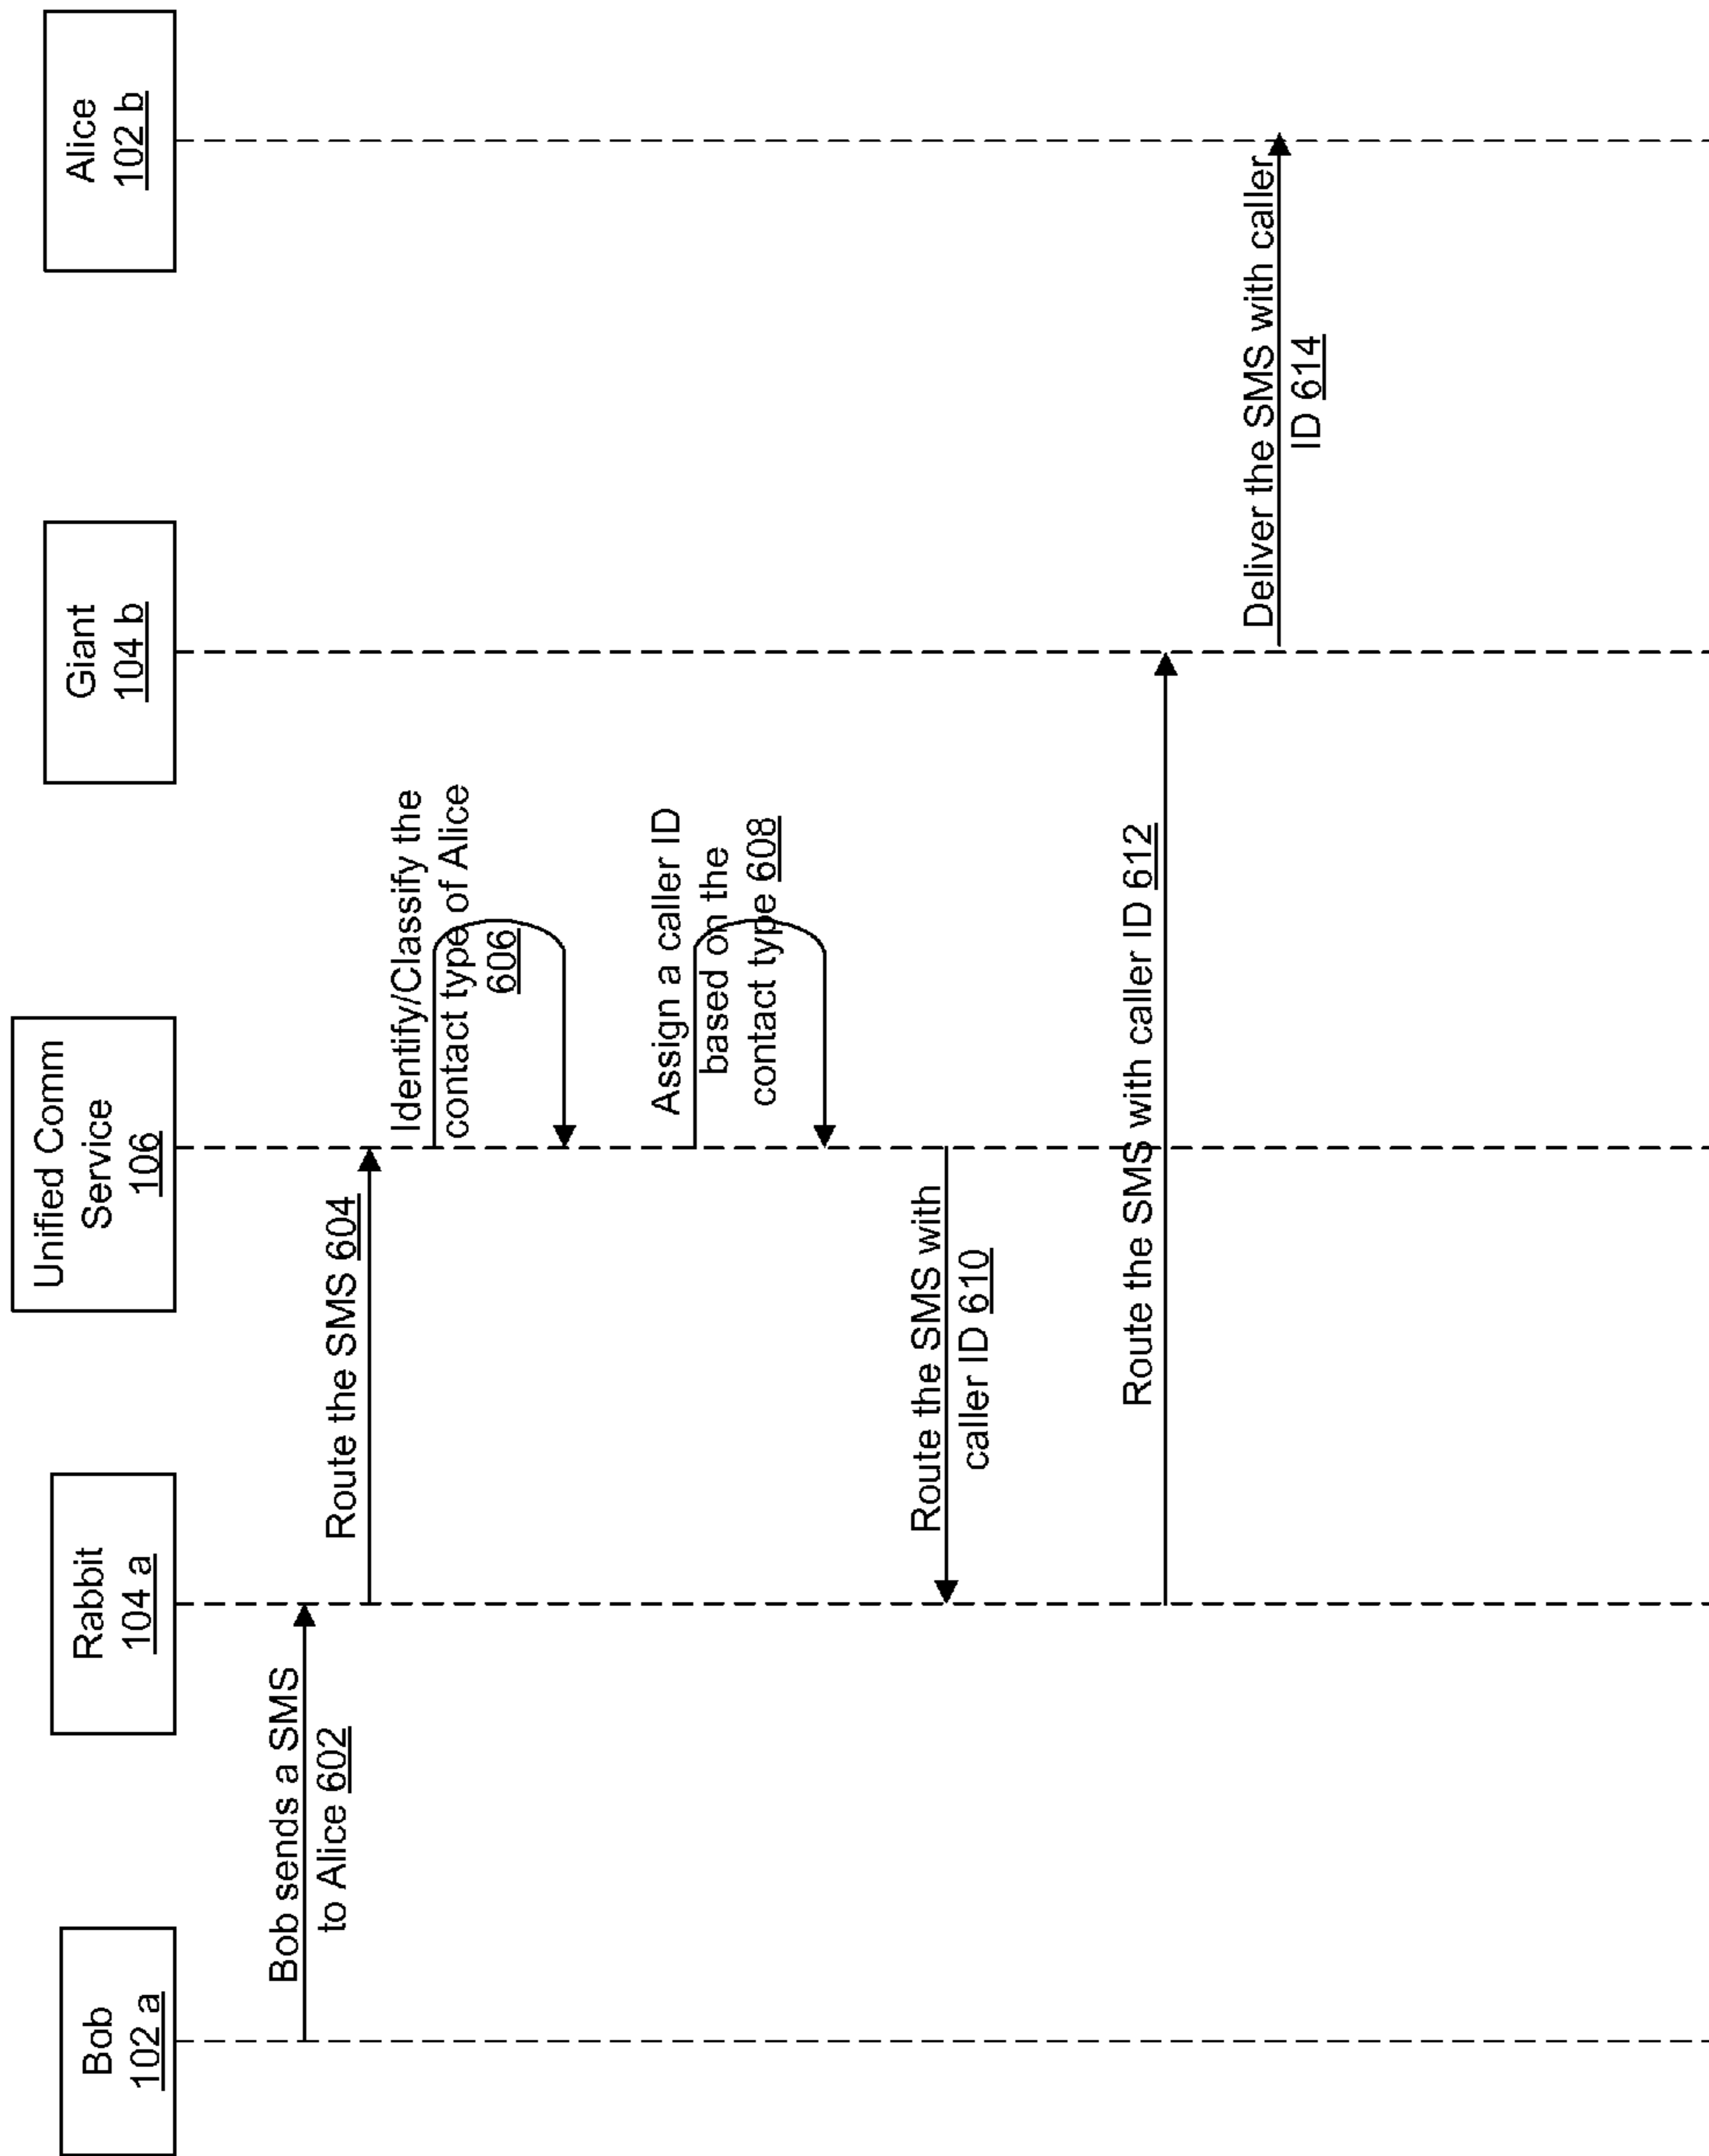 Bob
102 a
Rabbit
104 a
Unified Comm
Service
106
Giant
104 b
Alice
102 b
Bob sends a SMS
to Alice 602
Route the SMS 604
Identify/Classify the
contact type of Alice
606
Assign a caller ID
based on the
contact type 608
Route the SMS with
caller ID 610
Route the SMS with caller ID 612
Deliver the SMS with caller
ID 614